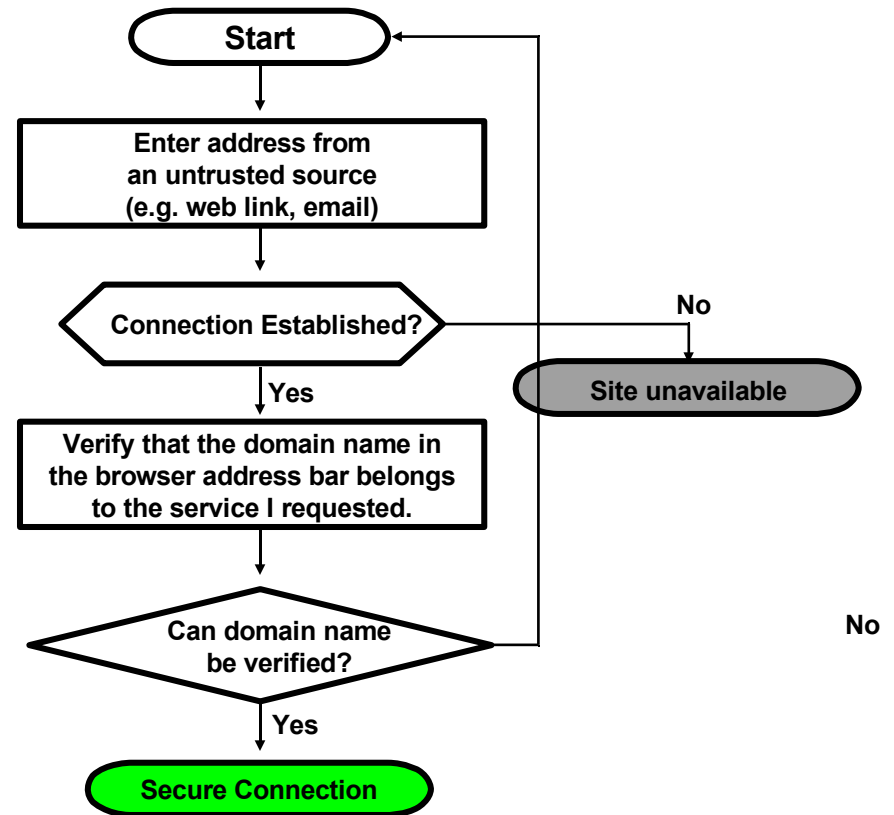 Start
Enter address from
an untrusted source
(e.g. web link, email)
Connection Established?
No
Yes
Site unavailable
Verify that the domain name in
the browser address bar belongs
to the service I requested.
Can domain name
be verified?
No
Yes
Secure Connection